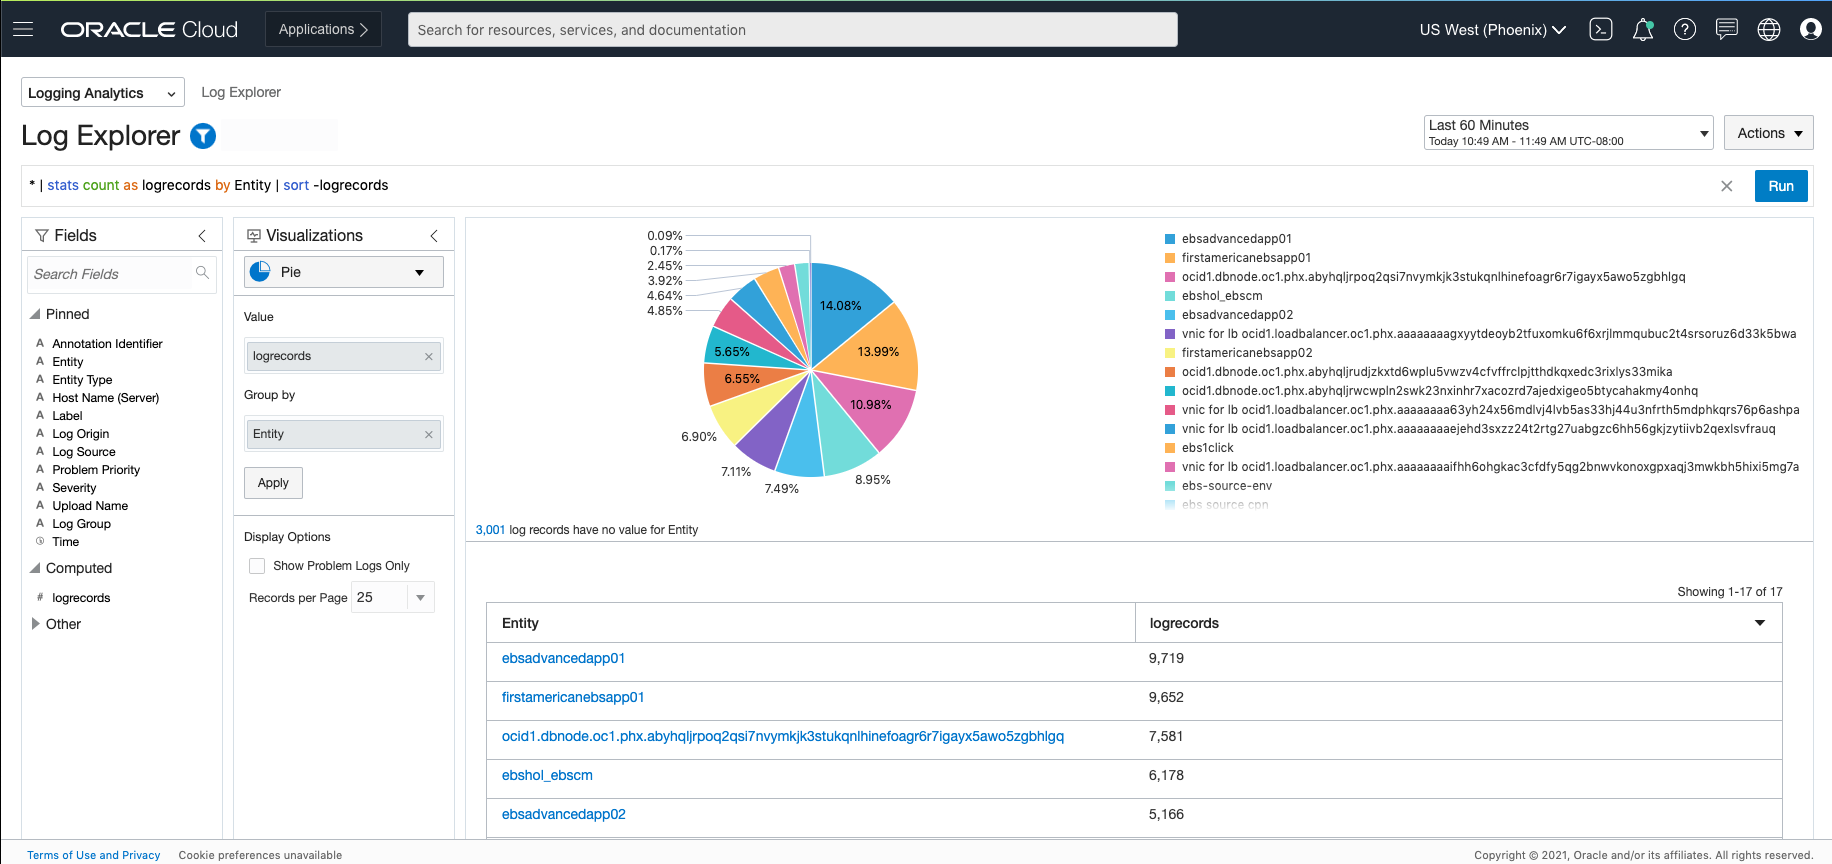 ORACLE Cloud
Applications
Search for resources, services, and documentation
US West (Phoenix)
Logging Analytics
Log Explorer
Log Explorer
Last 60 Minutes
Today 10:49 AM - 11:49 AM UTC-08:00
Actions
* | stats count as logrecords by Entity | sort -logrecords
Run
Fields
Search Fields
Pinned
A Annotation Identifier
A Entity
A Entity Type
A Host Name (Server)
A Label
A Log Origin
A Log Source
A Problem Priority
A Severity
A Upload Name
A Log Group
Time
Computed
# logrecords
Other
Visualizations
Pie
Value
logrecords
Group by
Entity
Apply
Display Options
Show Problem Logs Only
Records per Page 25
0.09%
0.17%
2.45%
3.92%
4.64%
4.85%
5.65%
6.55%
6.90%
7.11%
7.49%
8.95%
10.98%
13.99%
14.08%
ebsadvancedapp01
firstamericanebsapp01
ocid1.dbnode.oc1.phx.abyhqljrpoq2qsi7nvymkjk3stukqnlhinefoagr6r7igayx5awo5zgbhlgq
ebshol_ebscm
ebsadvancedapp02
vnic for lb ocid1.loadbalancer.oc1.phx.aaaaaaaagxyytdeoyb2tfuxomku6f6xrjlmmqubuc2t4srsoruz6d33k5bwa
firstamericanebsapp02
ocid1.dbnode.oc1.phx.abyhqljrudjzkxtd6wplu5vwzv4cfvffrclpjtthdkqxedc3rixlys33mika
ocid1.dbnode.oc1.phx.abyhqljrwcwpln2swk23nxinhr7xacozrd7ajedxigeo5btycahakmy4onhq
vnic for lb ocid1.loadbalancer.oc1.phx.aaaaaaaa63yh24x56mdlvj4lvb5as33hj44u3nfrth5mdphkqrs76p6ashpa
vnic for lb ocid1.loadbalancer.oc1.phx.aaaaaaaaejehd3sxzz24t2rtg27uabgzc6hh56gkjzytiivb2qexlsvfrauq
ebs1click
vnic for lb ocid1.loadbalancer.oc1.phx.aaaaaaaaifhh6ohgkac3cfdfy5qg2bnwvkonoxgpxaqj3mwkbh5hixi5mg7a
ebs-source-env
ebs source cpn
3,001 log records have no value for Entity
Showing 1-17 of 17
Entity logrecords
ebsadvancedapp01 9,719
firstamericanebsapp01 9,652
ocid1.dbnode.oc1.phx.abyhqljrpoq2qsi7nvymkjk3stukqnlhinefoagr6r7igayx5awo5zgbhlgq 7,581
ebshol_ebscm 6,178
ebsadvancedapp02 5,166
Terms of Use and Privacy Cookie preferences unavailable
Copyright © 2021, Oracle and/or its affiliates. All rights reserved.